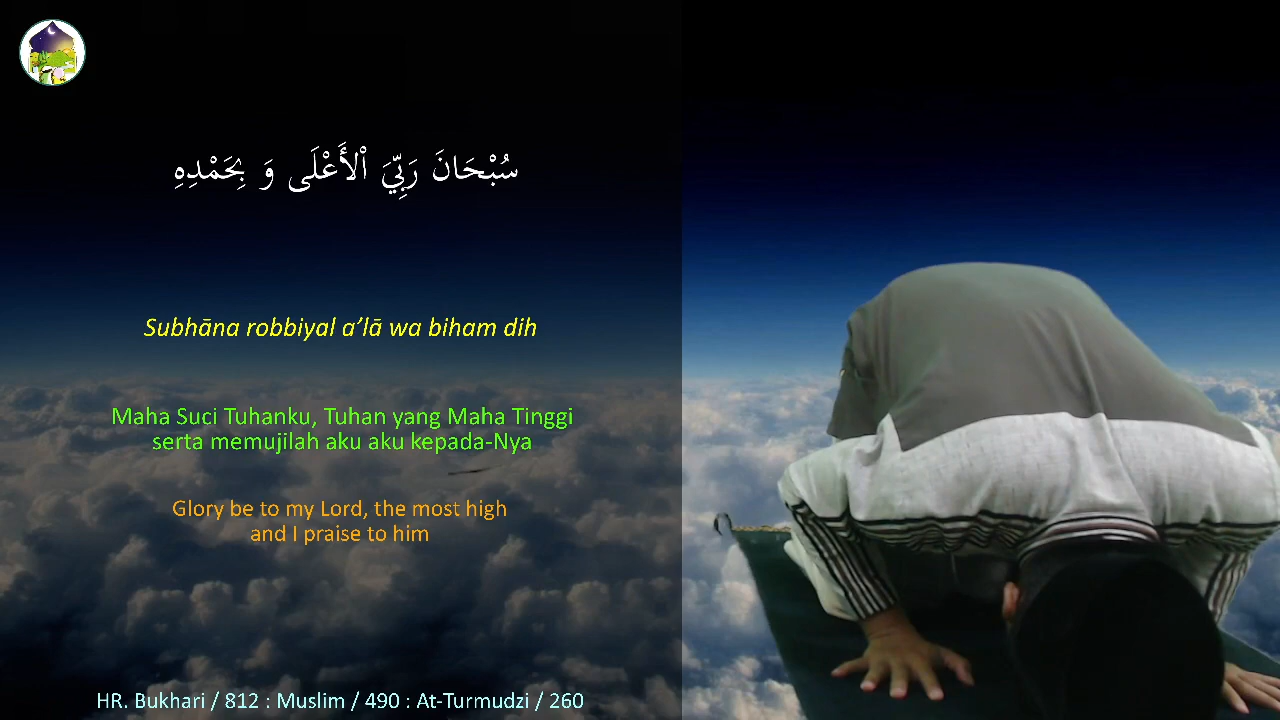 سُبْحَانَ رَبِّيَ اْلأَعْلَى وَ بِحَمْدِهِ
Subhāna robbiyal a’lā wa biham dih
Maha Suci Tuhanku, Tuhan yang Maha Tinggi
serta memujilah aku aku kepada-Nya
Glory be to my Lord, the most high
and I praise to him
HR. Bukhari / 812 : Muslim / 490 : At-Turmudzi / 260